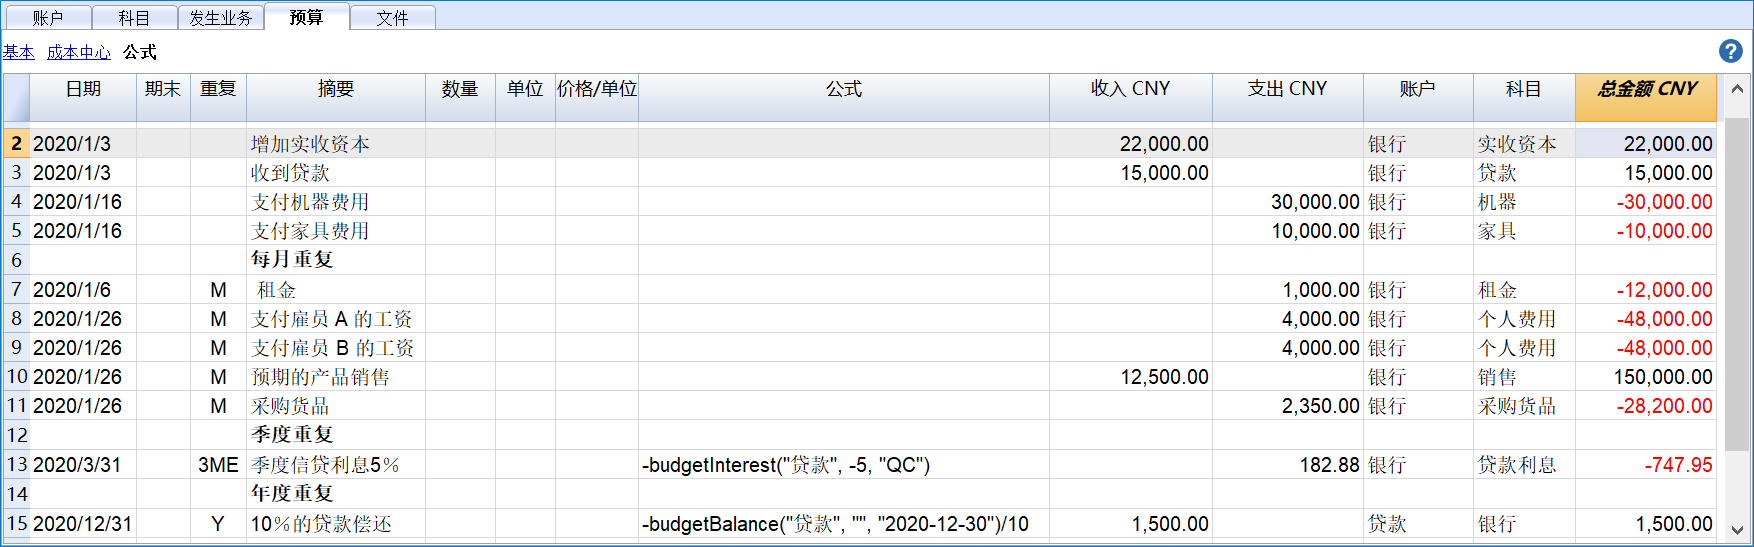 账户 科目 发生业务 预算 文件
基本 成本中心 公式 ?
日期 期末 重复 摘要 数量 单位 价格/单位 公式 收入 CNY 支出 CNY 账户 科目 总金额 CNY
2 2020/1/3 增加实收资本 22,000.00 银行 实收资本 22,000.00
3 2020/1/3 收到贷款 15,000.00 银行 贷款 15,000.00
4 2020/1/16 支付机器费用 30,000.00 银行 机器 -30,000.00
5 2020/1/16 支付家具费用 10,000.00 银行 家具 -10,000.00
6 每月重复
7 2020/1/6 M 租金 1,000.00 银行 租金 -12,000.00
8 2020/1/26 M 支付雇员 A 的工资 4,000.00 银行 个人费用 -48,000.00
9 2020/1/26 M 支付雇员 B 的工资 4,000.00 银行 个人费用 -48,000.00
10 2020/1/26 M 预期的产品销售 12,500.00 银行 销售 150,000.00
11 2020/1/26 M 采购货品 2,350.00 银行 采购货品 -28,200.00
12 季度重复
13 2020/3/31 3ME 季度信贷利息5% -budgetInterest("贷款", -5, "QC") 182.88 银行 贷款利息 -747.95
14 年度重复
15 2020/12/31 Y 10%的贷款偿还 -budgetBalance("贷款", "", "2020-12-30")/10 1,500.00 贷款 银行 1,500.00